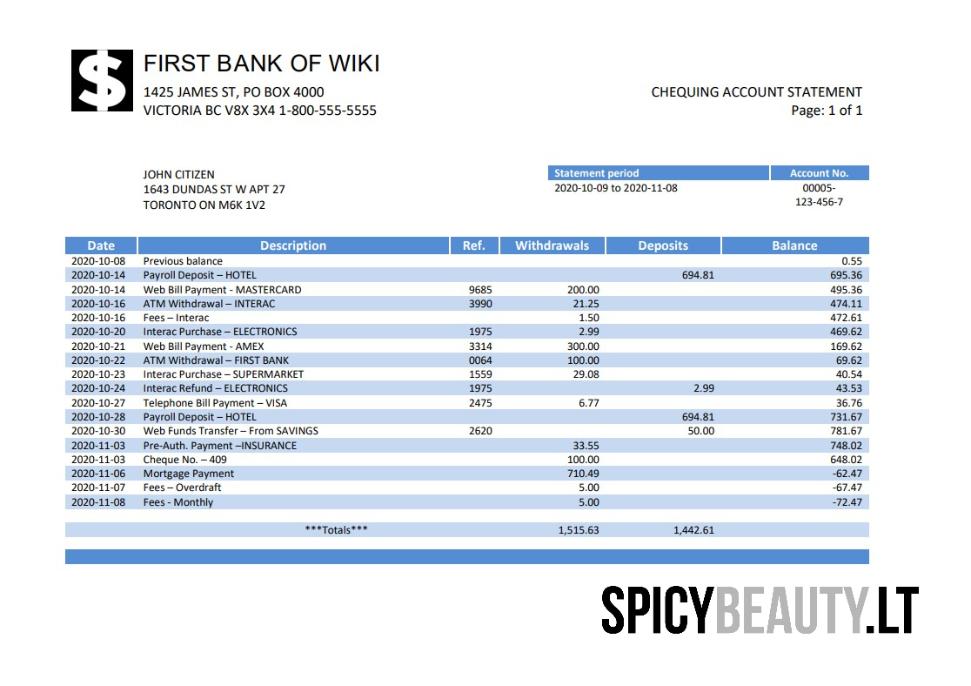 $
FIRST BANK OF WIKI
1425 JAMES ST, PO BOX 4000
VICTORIA BC V8X 3X4 1-800-555-5555
CHEQUING ACCOUNT STATEMENT
Page: 1 of 1
JOHN CITIZEN
1643 DUNDAS ST W APT 27
TORONTO ON M6K 1V2
Statement period Account No.
2020-10-09 to 2020-11-08 00005-
123-456-7
Date Description Ref. Withdrawals Deposits Balance
2020-10-08 Previous balance 0.55
2020-10-14 Payroll Deposit – HOTEL 694.81 695.36
2020-10-14 Web Bill Payment - MASTERCARD 9685 200.00 495.36
2020-10-16 ATM Withdrawal – INTERAC 3990 21.25 474.11
2020-10-16 Fees – Interac 1.50 472.61
2020-10-20 Interac Purchase – ELECTRONICS 1975 2.99 469.62
2020-10-21 Web Bill Payment - AMEX 3314 300.00 169.62
2020-10-22 ATM Withdrawal – FIRST BANK 0064 100.00 69.62
2020-10-23 Interac Purchase – SUPERMARKET 1559 29.08 40.54
2020-10-24 Interac Refund – ELECTRONICS 1975 2.99 43.53
2020-10-27 Telephone Bill Payment – VISA 2475 6.77 36.76
2020-10-28 Payroll Deposit – HOTEL 694.81 731.67
2020-10-30 Web Funds Transfer – From SAVINGS 2620 50.00 781.67
2020-11-03 Pre-Auth. Payment –INSURANCE 33.55 748.02
2020-11-03 Cheque No. – 409 100.00 648.02
2020-11-06 Mortgage Payment 710.49 -62.47
2020-11-07 Fees – Overdraft 5.00 -67.47
2020-11-08 Fees - Monthly 5.00 -72.47
***Totals*** 1,515.63 1,442.61
SPICYBEAUTY.LT